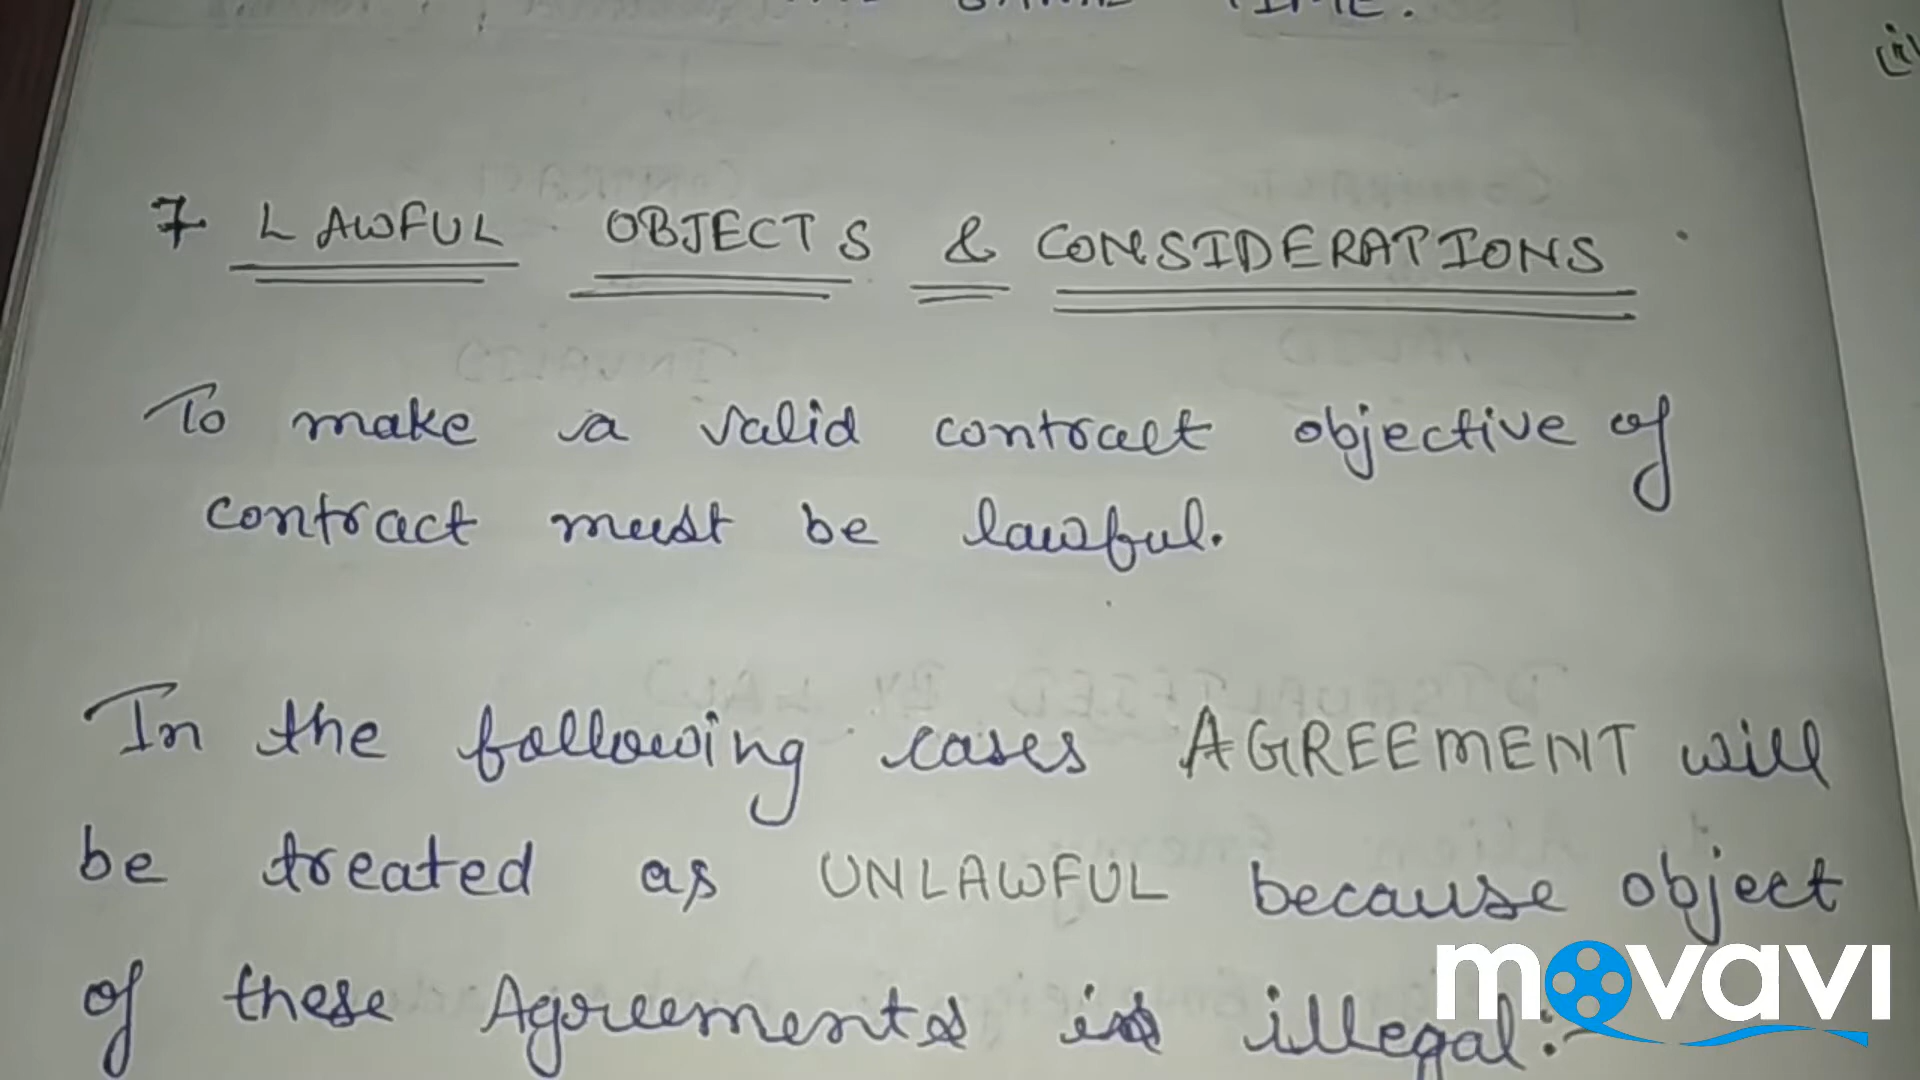 TIME.
7 LAWFUL OBJECTS & CONSIDERATIONS
To make a valid contract objective of
contract must be lawful.
In the following cases AGREEMENT will
be treated as UNLAWFUL because object
of these Agreements is illegal:-
movavi